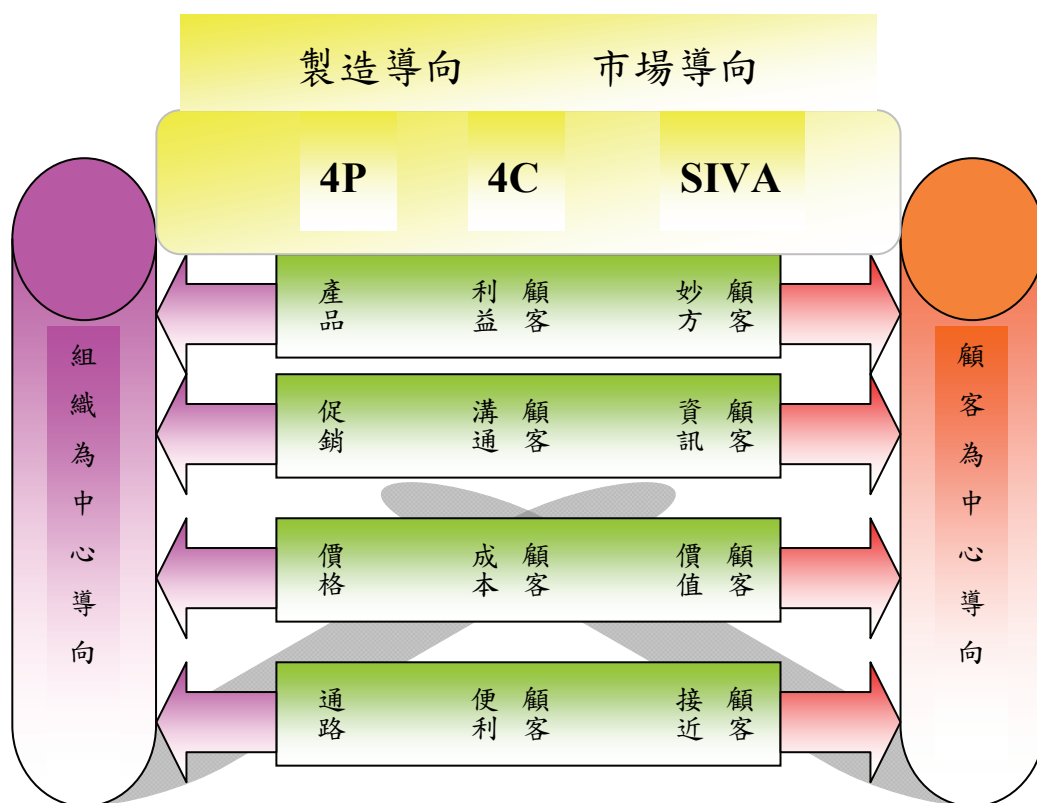 製造導向 市場導向
4P 4C SIVA
組織為中心導向
產品 顧客利益 顧客妙方
促銷 顧客溝通 顧客資訊
價格 顧客成本 顧客價值
通路 顧客便利 顧客接近
顧客為中心導向